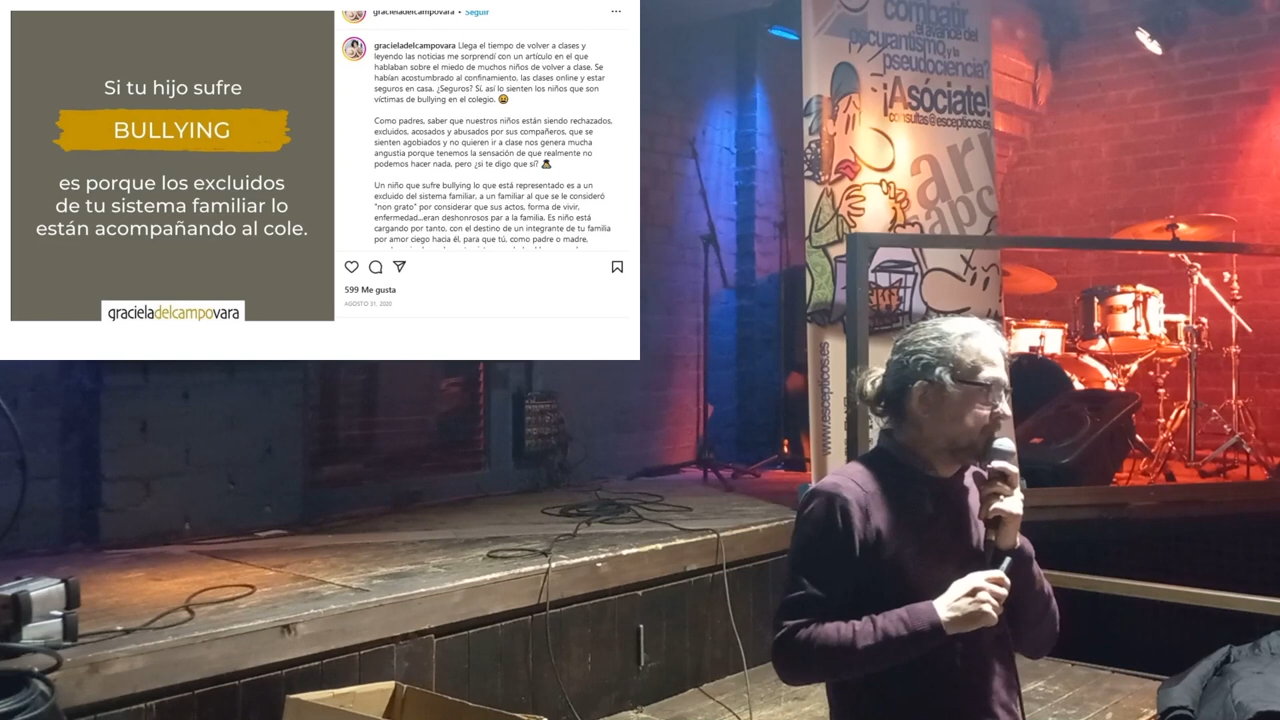 Si tu hijo sufre
BULLYING
es porque los excluidos
de tu sistema familiar lo
están acompañando al cole.
gracieladelcampovara
gracieladelcampovara • Seguir
gracieladelcampovara Llega el tiempo de volver a clases y
leyendo las noticias me sorprendí con un artículo en el que
hablaban sobre el miedo de muchos niños de volver a clase. Se
habían acostumbrado al confinamiento, las clases online y estar
seguros en casa. ¿Seguros? Sí, así lo sienten los niños que son
víctimas de bullying en el colegio.
Como padres, saber que nuestros niños están siendo rechazados,
excluidos, acosados y abusados por sus compañeros, que se
sienten agobiados y no quieren ir a clase nos genera mucha
angustia porque tenemos la sensación de que realmente no
podemos hacer nada, pero ¿si te digo que sí?
Un niño que sufre bullying lo que está representado es a un
excluido del sistema familiar, a un familiar al que se le consideró
"non grato" por considerar que sus actos, forma de vivir,
enfermedad...eran deshonrosos par a la familia. Es niño está
cargando por tanto, con el destino de un integrante de tu familia
por amor ciego hacia él, para que tú, como padre o madre,
599 Me gusta
AGOSTO 31, 2020
combatir
el avance del
oscurantismo y la
pseudociencia?
¡Asóciate!
consultas@escepticos.es
www.escepticos.es